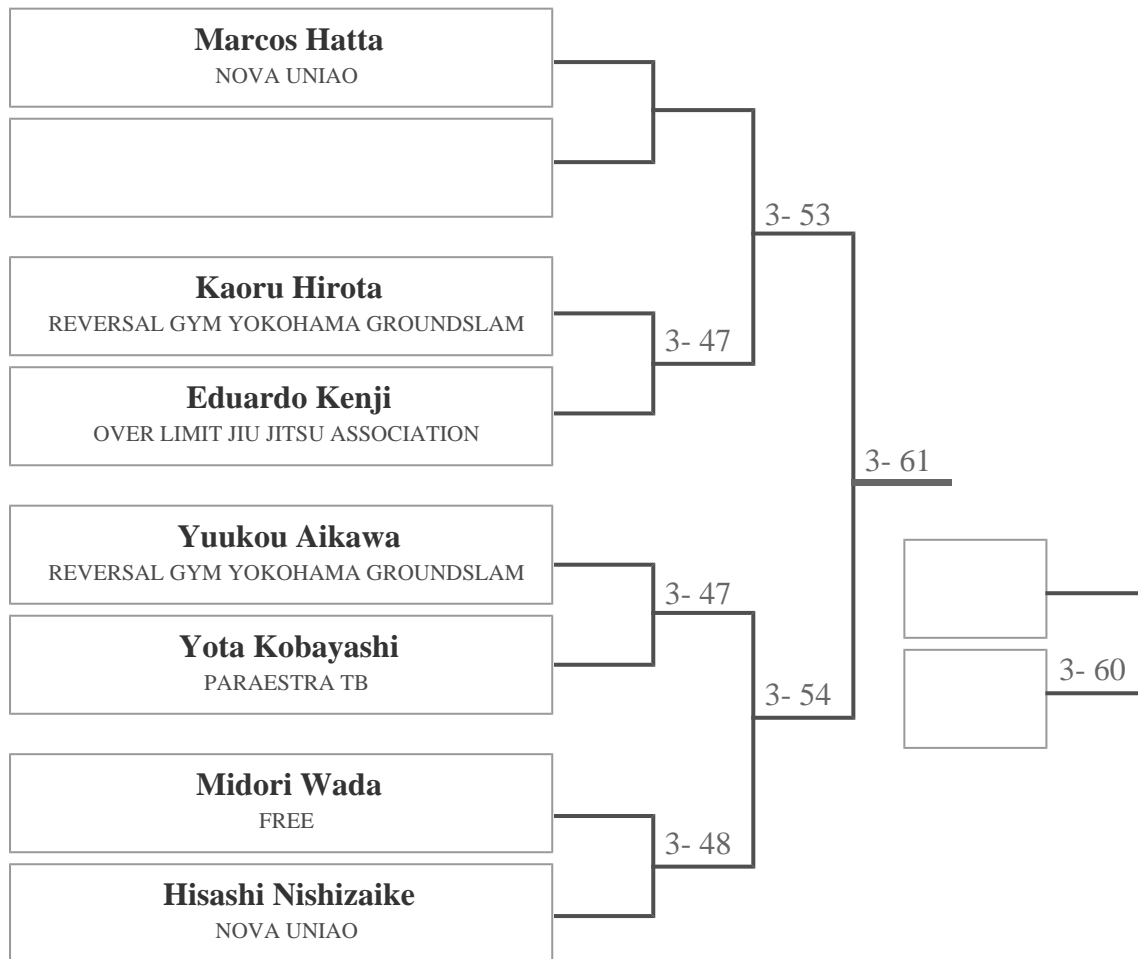 Marcos Hatta
NOVA UNIAO
3- 53
Kaoru Hirota
REVERSAL GYM YOKOHAMA GROUNDSLAM
3- 47
Eduardo Kenji
OVER LIMIT JIU JITSU ASSOCIATION
3- 61
Yuukou Aikawa
REVERSAL GYM YOKOHAMA GROUNDSLAM
3- 47
Yota Kobayashi
PARAESTRA TB
3- 60
3- 54
Midori Wada
FREE
3- 48
Hisashi Nishizaike
NOVA UNIAO